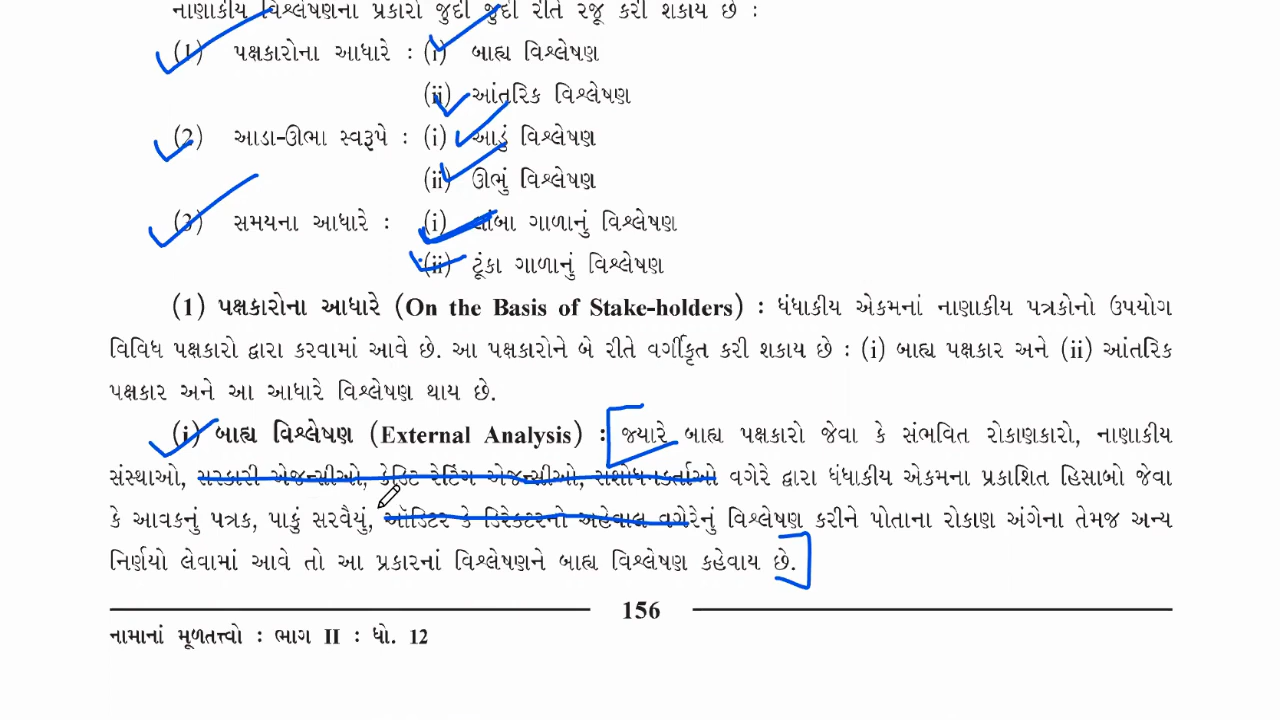 નાણાકીય વિશ્લેષણના પ્રકારો જુદી જુદી રીતે રજૂ કરી શકાય છે :
(1) પક્ષકારોના આધારે : (i) બાહ્ય વિશ્લેષણ
(ii) આંતરિક વિશ્લેષણ
(2) આડા-ઊભા સ્વરૂપે : (i) આડું વિશ્લેષણ
(ii) ઊભું વિશ્લેષણ
(3) સમયના આધારે : (i) લાંબા ગાળાનું વિશ્લેષણ
(ii) ટૂંકા ગાળાનું વિશ્લેષણ
(1) પક્ષકારોના આધારે (On the Basis of Stake-holders) : ધંધાકીય એકમનાં નાણાકીય પત્રકોનો ઉપયોગ
વિવિધ પક્ષકારો દ્વારા કરવામાં આવે છે. આ પક્ષકારોને બે રીતે વર્ગીકૃત કરી શકાય છે : (i) બાહ્ય પક્ષકાર અને (ii) આંતરિક
પક્ષકાર અને આ આધારે વિશ્લેષણ થાય છે.
(i) બાહ્ય વિશ્લેષણ (External Analysis) : જ્યારે બાહ્ય પક્ષકારો જેવા કે સંભવિત રોકાણકારો, નાણાકીય
સંસ્થાઓ, સરકારી એજન્સીઓ, ક્રેડિટ રેટિંગ એજન્સીઓ, સંશોધનકર્તાઓ વગેરે દ્વારા ધંધાકીય એકમના પ્રકાશિત હિસાબો જેવા
કે આવકનું પત્રક, પાકું સરવૈયું, ઑડિટર કે ડિરેક્ટરનો અહેવાલ વગેરેનું વિશ્લેષણ કરીને પોતાના રોકાણ અંગેના તેમજ અન્ય
નિર્ણયો લેવામાં આવે તો આ પ્રકારનાં વિશ્લેષણને બાહ્ય વિશ્લેષણ કહેવાય છે.
156
નામાનાં મૂળતત્ત્વો : ભાગ II : ધો. 12